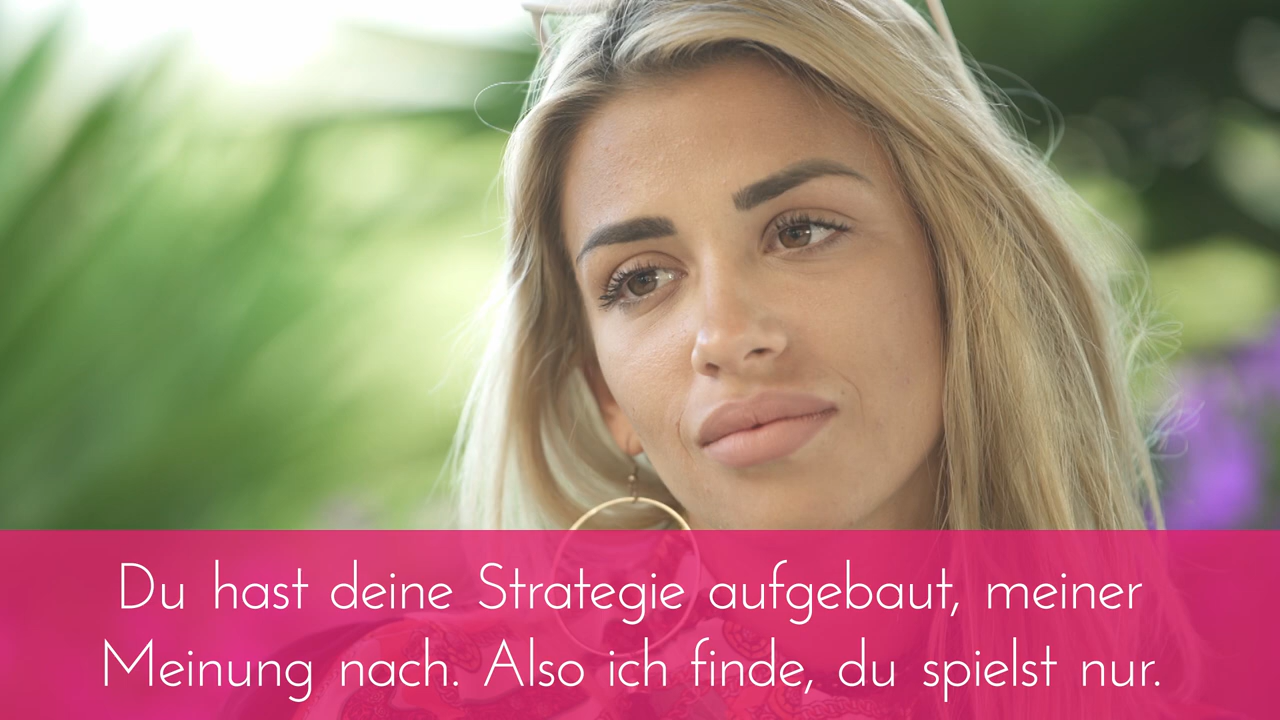 Du hast deine Strategie aufgebaut, meiner
Meinung nach. Also ich finde, du spielst nur.